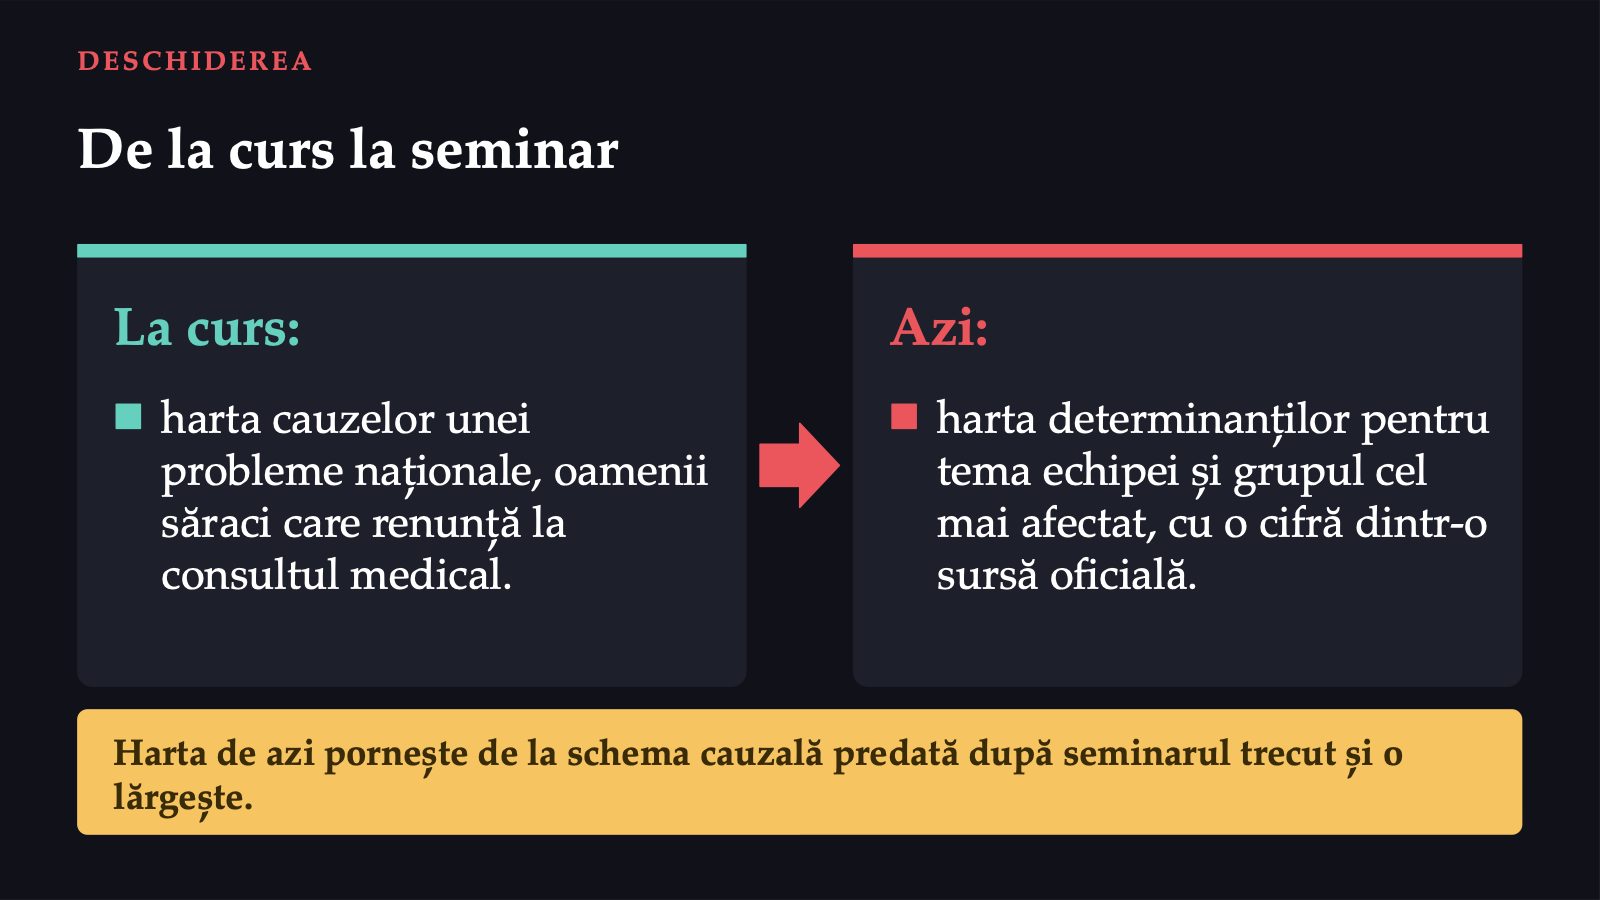 DESCHIDEREA
De la curs la seminar
La curs:
harta cauzelor unei
probleme naționale, oamenii
săraci care renunță la
consultul medical.
Azi:
harta determinanților pentru
tema echipei și grupul cel
mai afectat, cu o cifră dintr-o
sursă oficială.
Harta de azi pornește de la schema cauzală predată după seminarul trecut și o
lărgește.